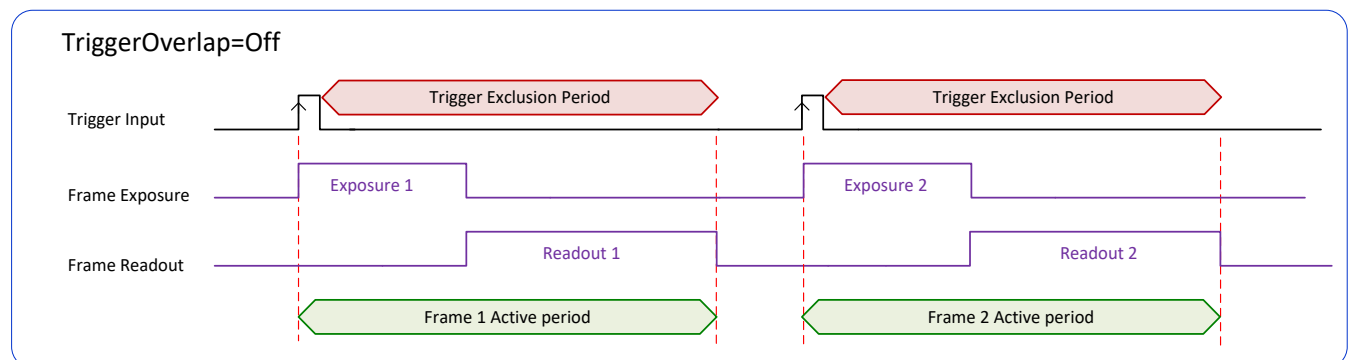 TriggerOverlap=Off
Trigger Exclusion Period
Trigger Exclusion Period
Trigger Input
Exposure 1
Exposure 2
Frame Exposure
Readout 1
Readout 2
Frame Readout
Frame 1 Active period
Frame 2 Active period